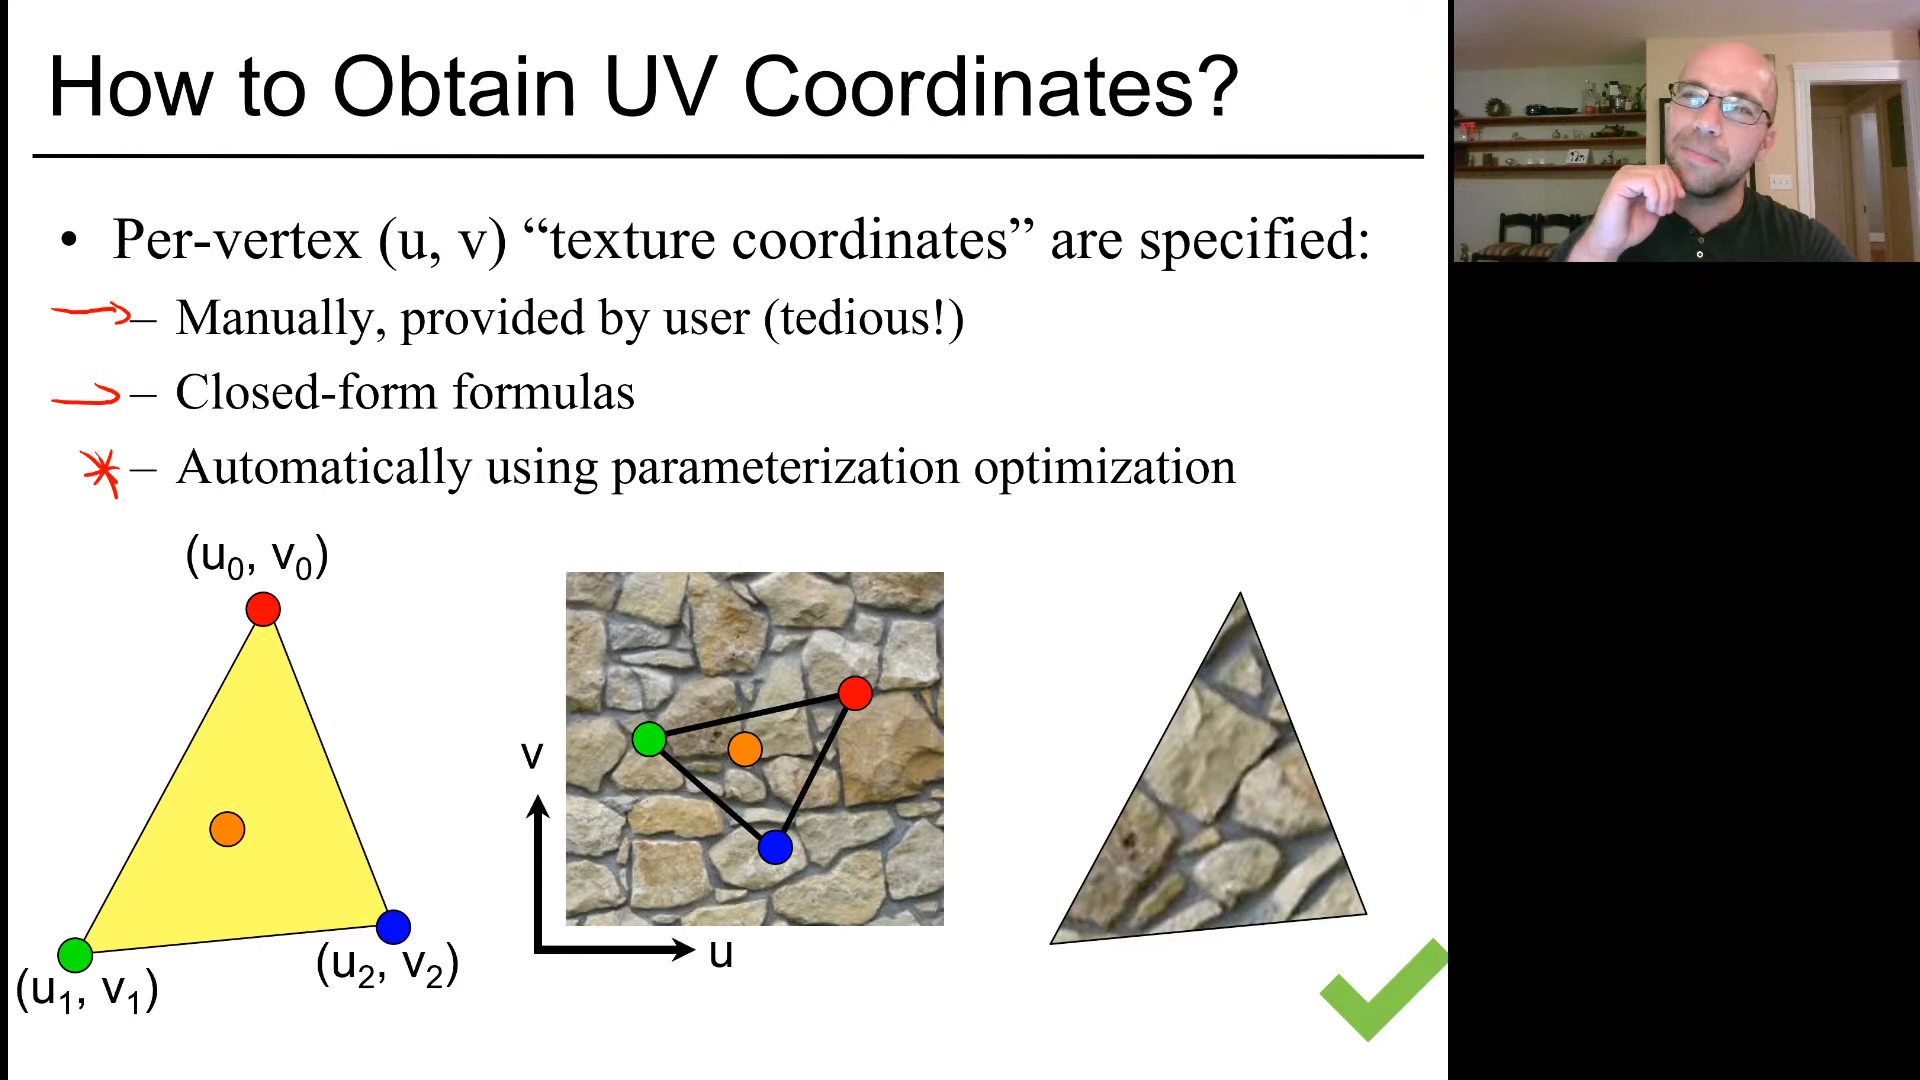 How to Obtain UV Coordinates?
• Per-vertex (u, v) “texture coordinates” are specified:
– Manually, provided by user (tedious!)
– Closed-form formulas
– Automatically using parameterization optimization
(u₀, v₀)
v
(u₁, v₁)
(u₂, v₂)
u